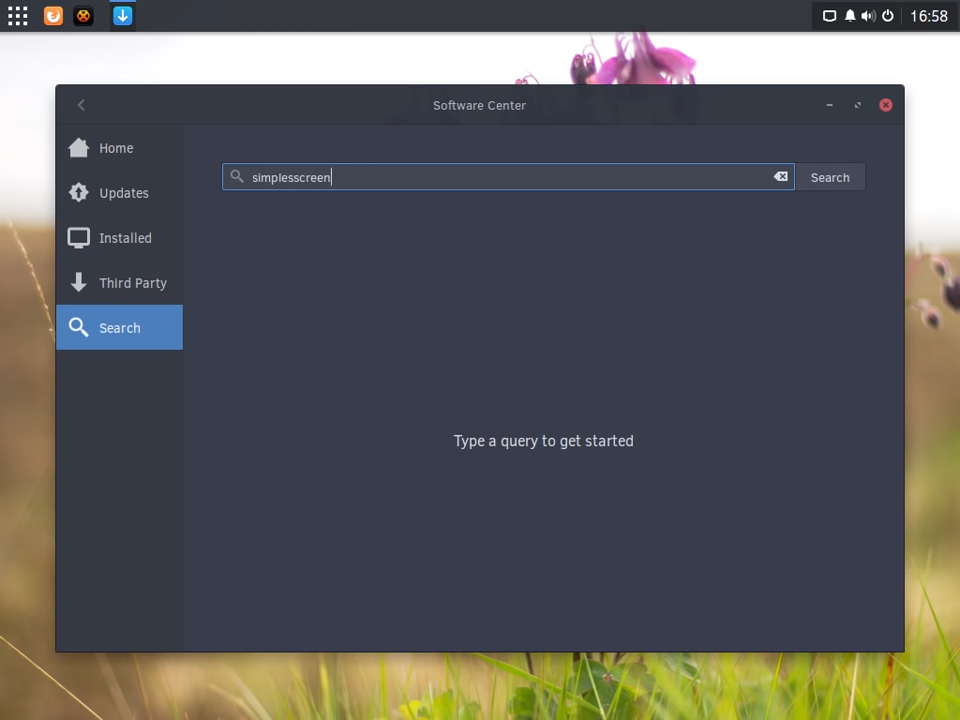 16:58
Software Center
Home
Updates
Installed
Third Party
Search
simplesscreen
Search
Type a query to get started